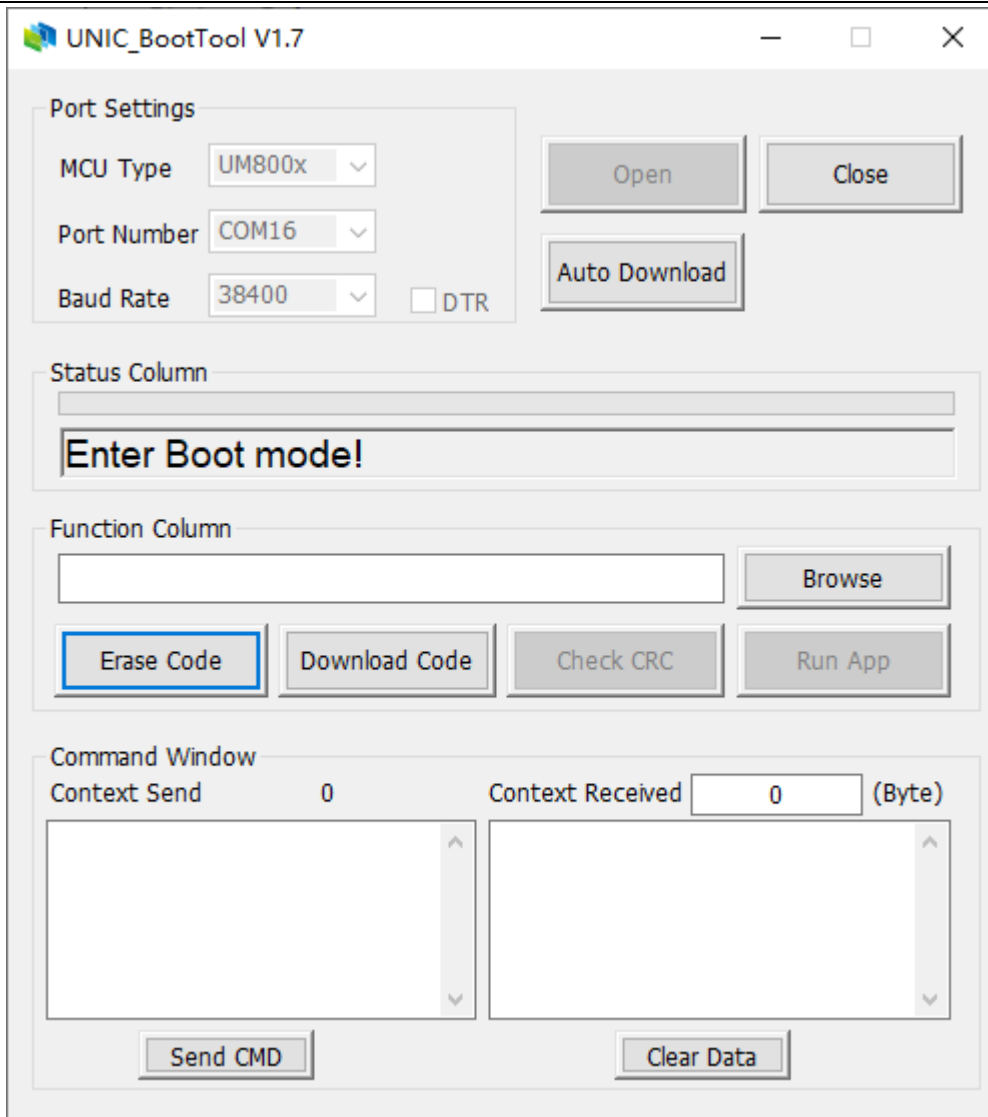 UNIC_BootTool V1.7
Port Settings
MCU Type UM800x
Open Close
Port Number COM16
Auto Download
Baud Rate 38400 DTR
Status Column
Enter Boot mode!
Function Column
Browse
Erase Code Download Code Check CRC Run App
Command Window
Context Send 0 Context Received 0 (Byte)
Send CMD Clear Data